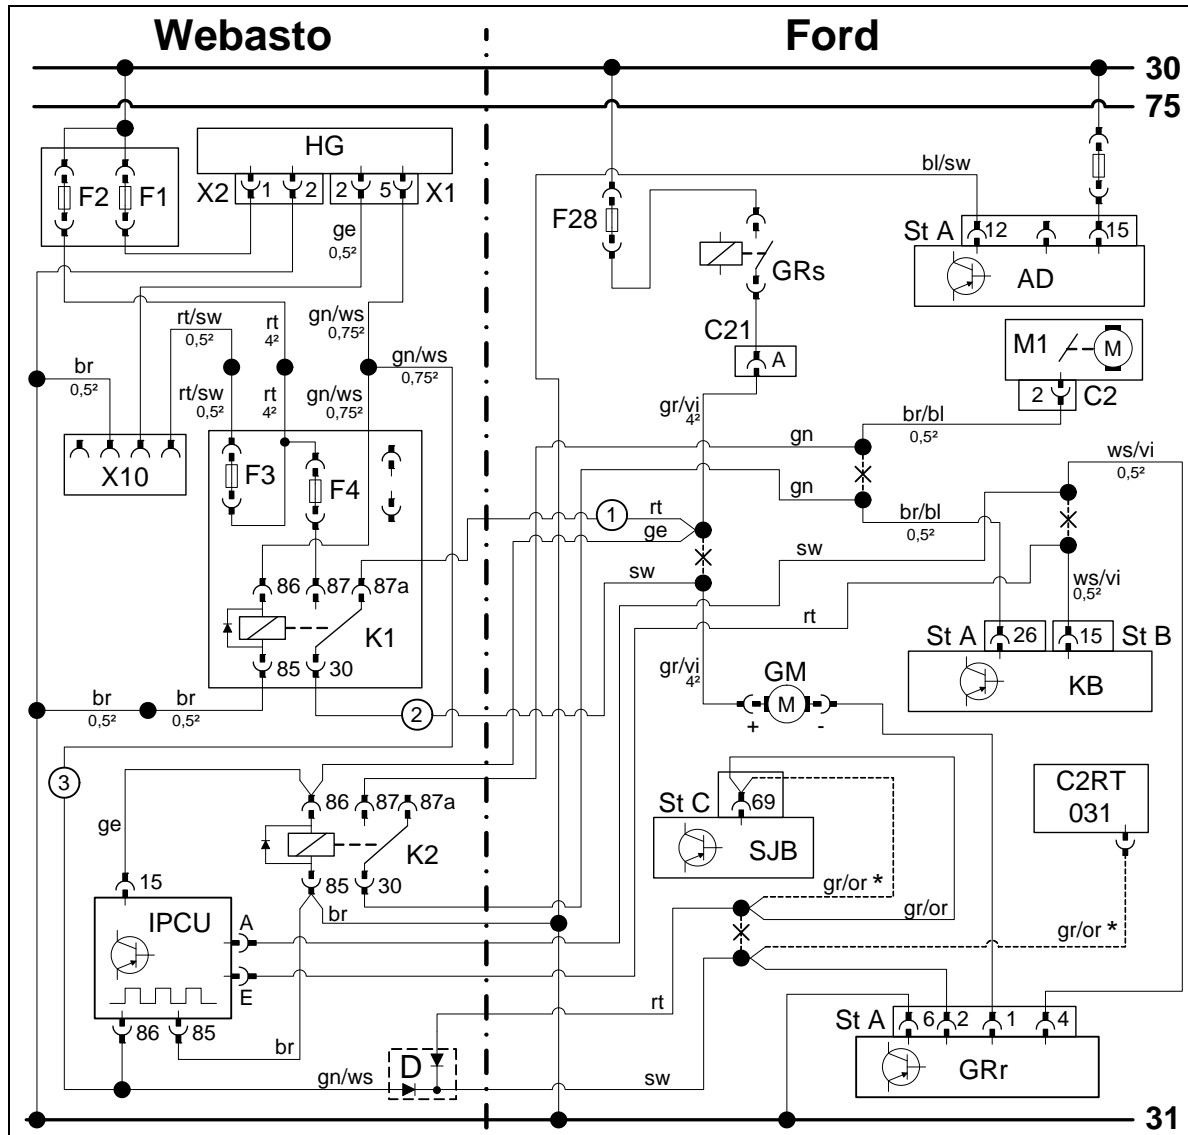 Webasto
Ford
30
75
HG
X2 1 2 2 5 X1
F2 F1
ge
0,5²
bl/sw
F28
GRs
St A 12 15
AD
rt/sw
0,5²
rt
4²
gn/ws
0,75²
gn/ws
0,75²
C21
A
M1 M
2 C2
br
0,5²
rt/sw
0,5²
rt
4²
gn/ws
0,75²
gr/vi
4²
gn
br/bl
0,5²
ws/vi
0,5²
X10
F3 F4
gn
1
rt
ge
br/bl
0,5²
sw
sw
ws/vi
0,5²
86 87 87a
K1
85 30
rt
St A 26 15 St B
KB
gr/vi
4²
GM
M
+ -
br
0,5²
br
0,5²
2
3
ge
86 87 87a
K2
85 30
St C 69
SJB
C2RT
031
15
IPCU
A
E
br
gr/or *
gr/or
gr/or *
86 85
br
rt
St A 6 2 1 4
GRr
D
gn/ws
sw
31